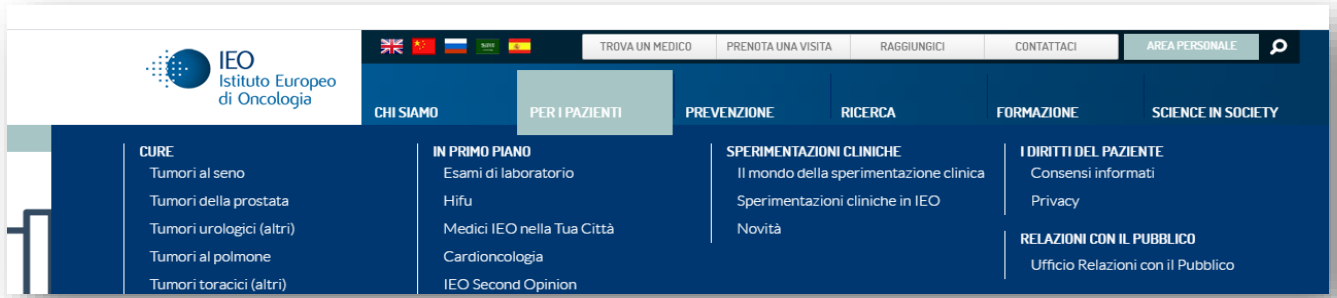 IEO
Istituto Europeo
di Oncologia
TROVA UN MEDICO
PRENOTA UNA VISITA
RAGGIUNGICI
CONTATTACI
AREA PERSONALE
CHI SIAMO
PER I PAZIENTI
PREVENZIONE
RICERCA
FORMAZIONE
SCIENCE IN SOCIETY
CURE
Tumori al seno
Tumori della prostata
Tumori urologici (altri)
Tumori al polmone
Tumori toracici (altri)
IN PRIMO PIANO
Esami di laboratorio
Hifu
Medici IEO nella Tua Città
Cardioncologia
IEO Second Opinion
SPERIMENTAZIONI CLINICHE
Il mondo della sperimentazione clinica
Sperimentazioni cliniche in IEO
Novità
I DIRITTI DEL PAZIENTE
Consensi informati
Privacy
RELAZIONI CON IL PUBBLICO
Ufficio Relazioni con il Pubblico